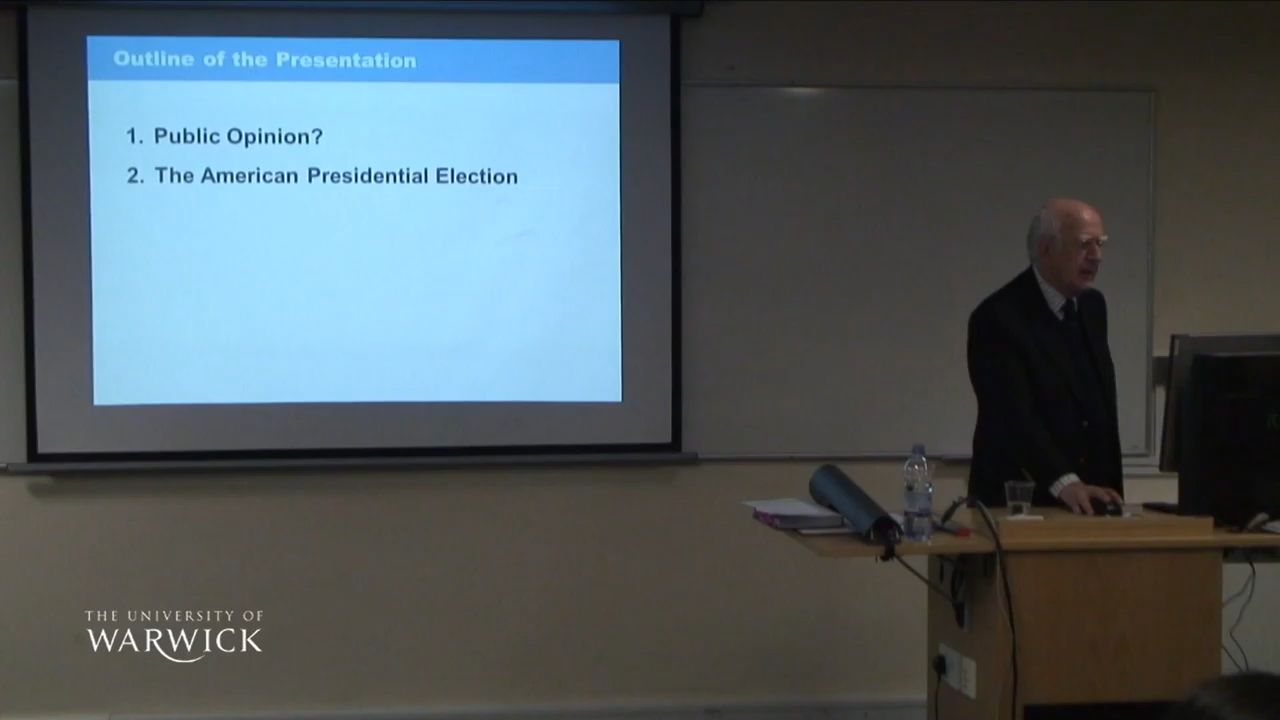 Outline of the Presentation
1. Public Opinion?
2. The American Presidential Election
THE UNIVERSITY OF
WARWICK